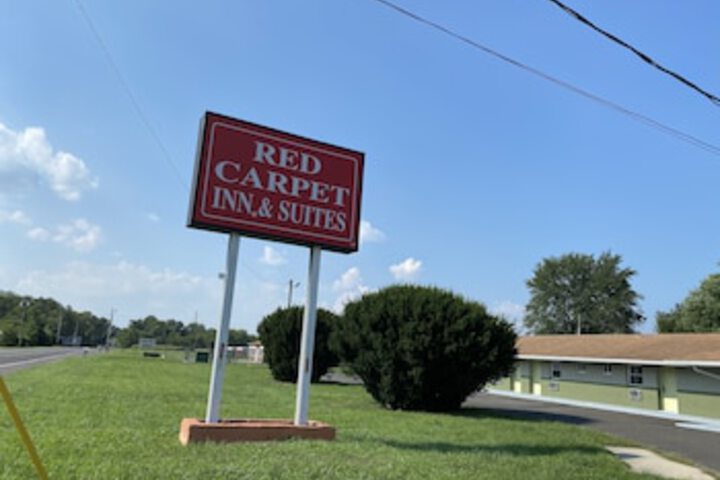 RED
CARPET
INN, & SUITES